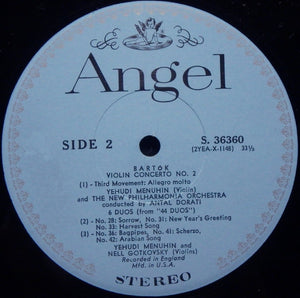 Angel
SIDE 2
S. 36360
(2YEA-X-1148) 33⅓
BARTÓK
VIOLIN CONCERTO NO. 2
(1) - Third Movement: Allegro molto
YEHUDI MENUHIN (Violin)
and THE NEW PHILHARMONIA ORCHESTRA
conducted by ANTAL DORATI
6 DUOS (from "44 DUOS")
(2) - No. 28: Sorrow, No. 31: New Year's Greeting
No. 33: Harvest Song
(3) - No. 36: Bagpipes, No. 41: Scherzo,
No. 42: Arabian Song
YEHUDI MENUHIN and
NELL GOTKOVSKY (Violins)
Recorded in England
Mfd. in U.S.A.
STEREO